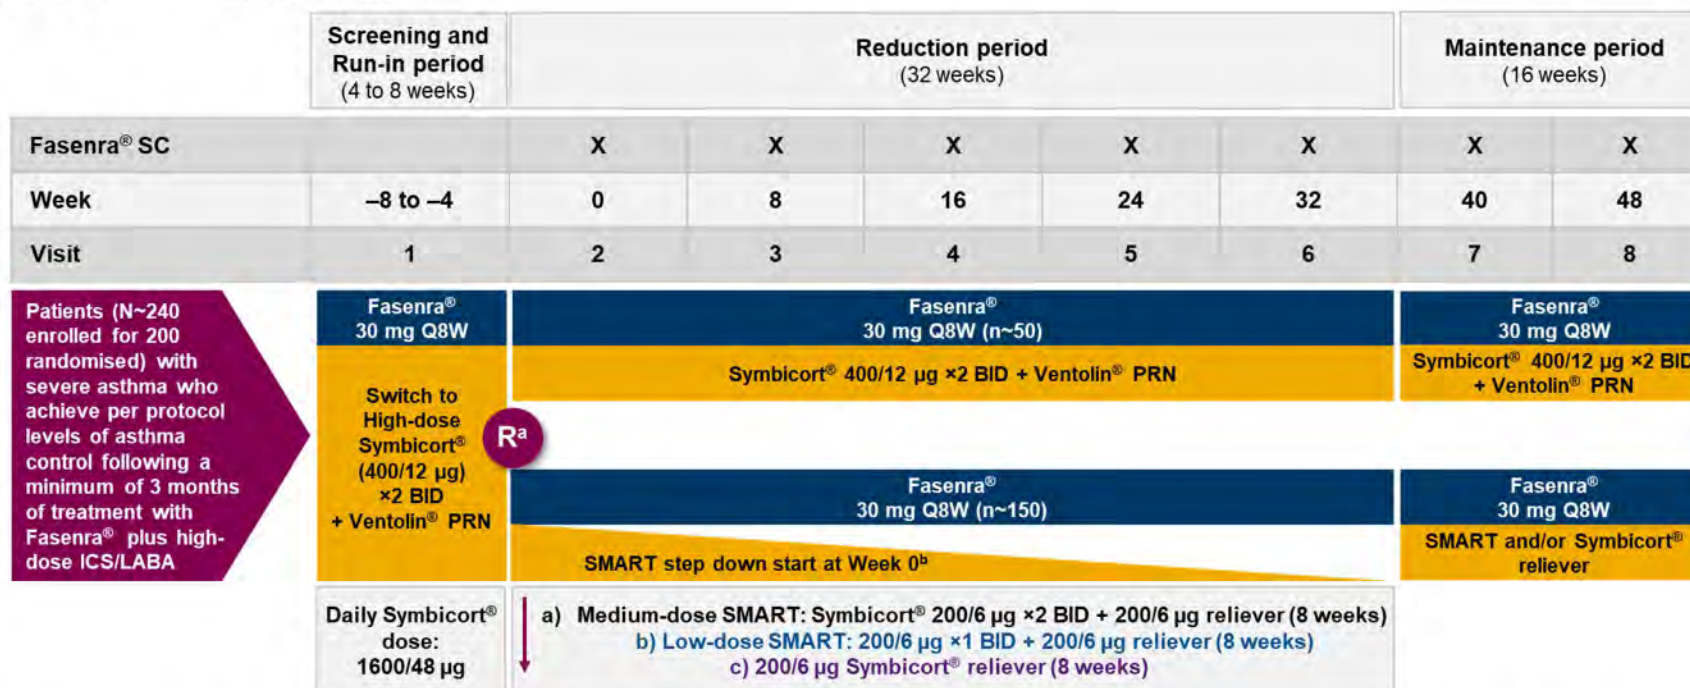 Screening and
Run-in period
(4 to 8 weeks)
Reduction period
(32 weeks)
Maintenance period
(16 weeks)
Fasenra® SC X X X X X X X
Week –8 to –4 0 8 16 24 32 40 48
Visit 1 2 3 4 5 6 7 8
Patients (N~240
enrolled for 200
randomised) with
severe asthma who
achieve per protocol
levels of asthma
control following a
minimum of 3 months
of treatment with
Fasenra® plus high-
dose ICS/LABA
Fasenra®
30 mg Q8W
Switch to
High-dose
Symbicort®
(400/12 µg)
×2 BID
+ Ventolin® PRN
Rᵃ
Fasenra®
30 mg Q8W (n~50)
Symbicort® 400/12 µg ×2 BID + Ventolin® PRN
Fasenra®
30 mg Q8W
Symbicort® 400/12 µg ×2 BID
+ Ventolin® PRN
Fasenra®
30 mg Q8W (n~150)
SMART step down start at Week 0ᵇ
Fasenra®
30 mg Q8W
SMART and/or Symbicort®
reliever
Daily Symbicort®
dose:
1600/48 µg
a) Medium-dose SMART: Symbicort® 200/6 µg ×2 BID + 200/6 µg reliever (8 weeks)
b) Low-dose SMART: 200/6 µg ×1 BID + 200/6 µg reliever (8 weeks)
c) 200/6 µg Symbicort® reliever (8 weeks)